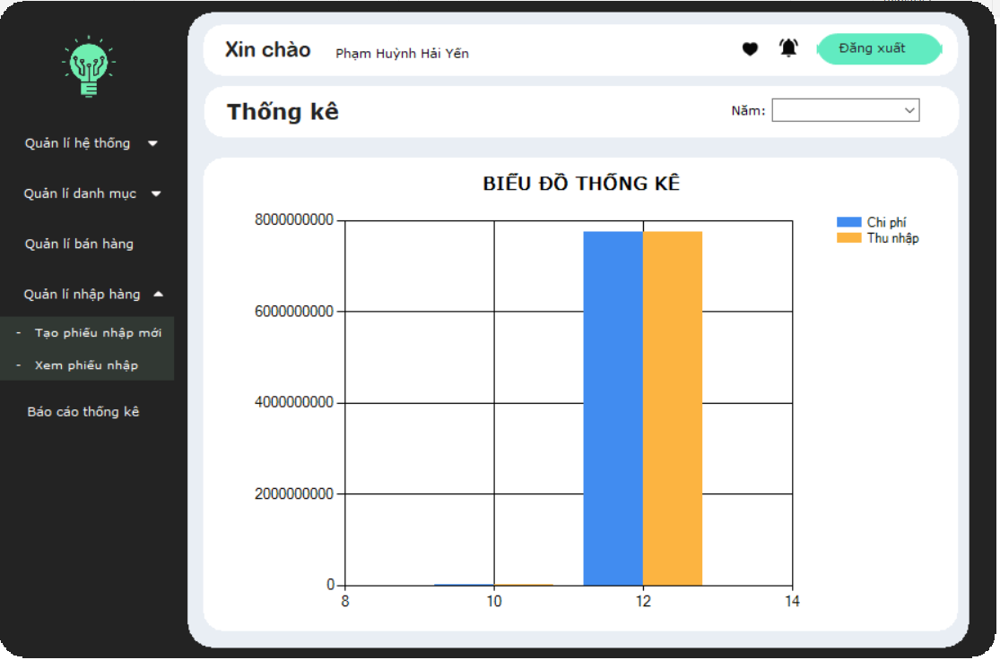 Xin chào Phạm Huỳnh Hải Yến Đăng xuất
Thống kê Năm:
Quản lí hệ thống
Quản lí danh mục
Quản lí bán hàng
Quản lí nhập hàng
- Tạo phiếu nhập mới
- Xem phiếu nhập
Báo cáo thống kê
BIỂU ĐỒ THỐNG KÊ
8000000000
6000000000
4000000000
2000000000
0
8 10 12 14
Chi phí
Thu nhập